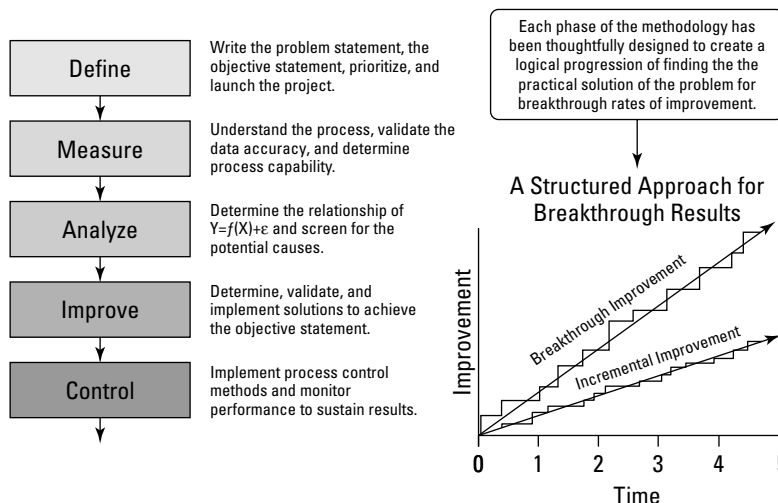 Define
Write the problem statement, the
objective statement, prioritize, and
launch the project.
Measure
Understand the process, validate the
data accuracy, and determine
process capability.
Analyze
Determine the relationship of
Y=f(X)+ε and screen for the
potential causes.
Improve
Determine, validate, and
implement solutions to achieve
the objective statement.
Control
Implement process control
methods and monitor
performance to sustain results.
Each phase of the methodology has
been thoughtfully designed to create a
logical progression of finding the the
practical solution of the problem for
breakthrough rates of improvement.
A Structured Approach for
Breakthrough Results
Improvement
Breakthrough Improvement
Incremental Improvement
0 1 2 3 4 5
Time